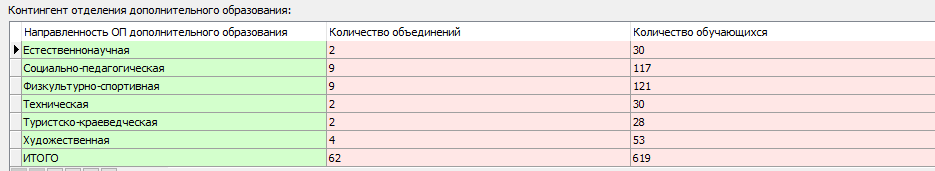 Контингент отделения дополнительного образования:
Направленность ОП дополнительного образования Количество объединений Количество обучающихся
Естественнонаучная 2 30
Социально-педагогическая 9 117
Физкультурно-спортивная 9 121
Техническая 2 30
Туристско-краеведческая 2 28
Художественная 4 53
ИТОГО 62 619